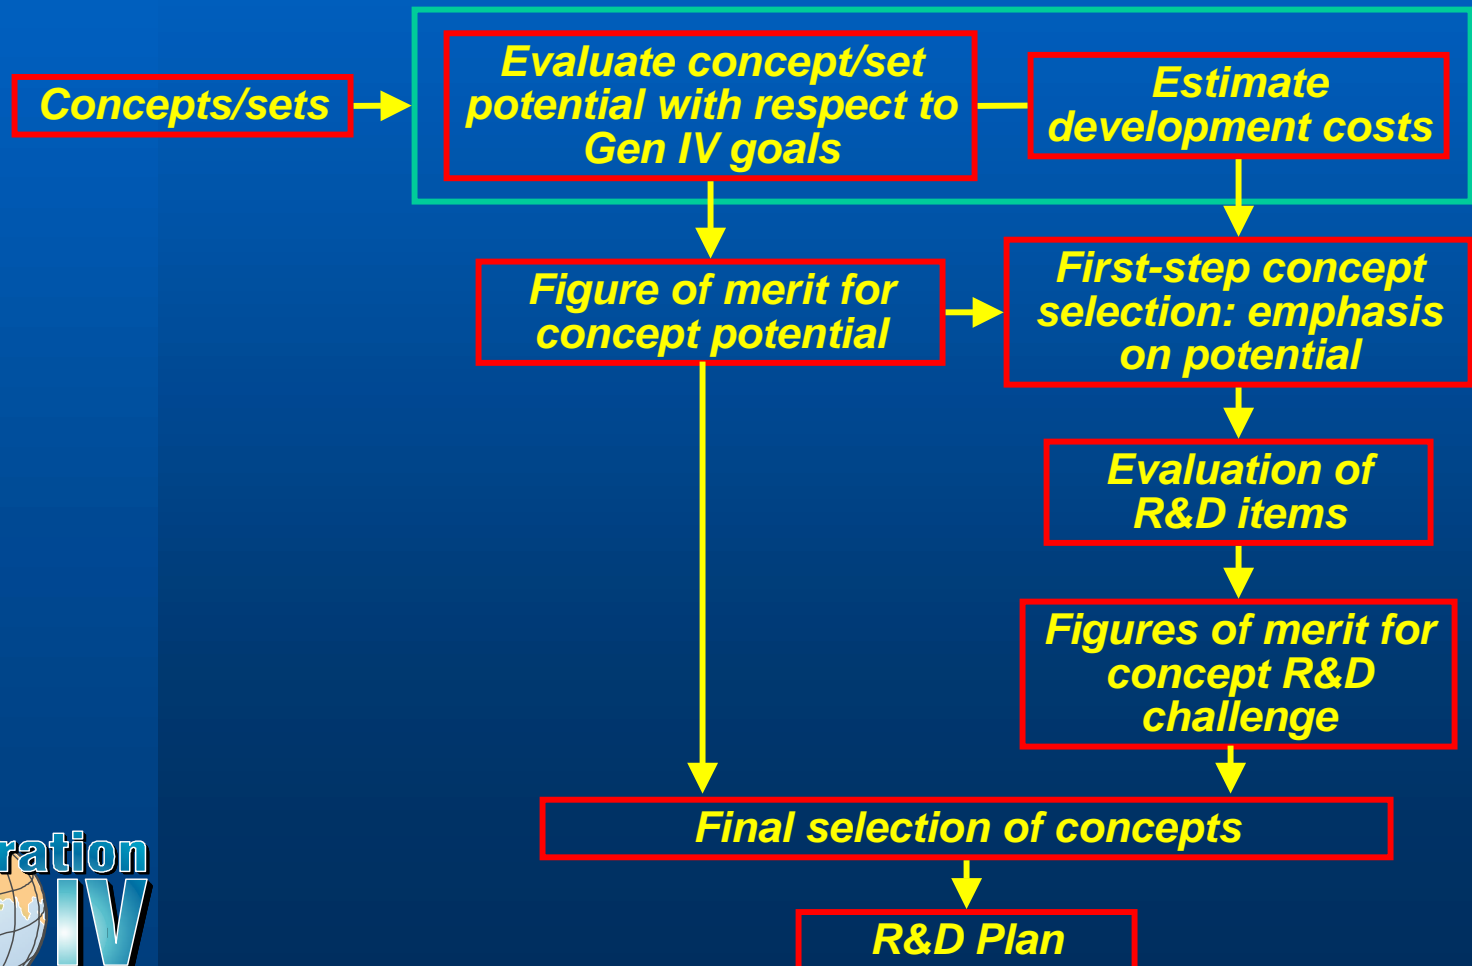 Concepts/sets
Evaluate concept/set
potential with respect to
Gen IV goals
Estimate
development costs
Figure of merit for
concept potential
First-step concept
selection: emphasis
on potential
Evaluation of
R&D items
Figures of merit for
concept R&D
challenge
Final selection of concepts
R&D Plan
ration
IV